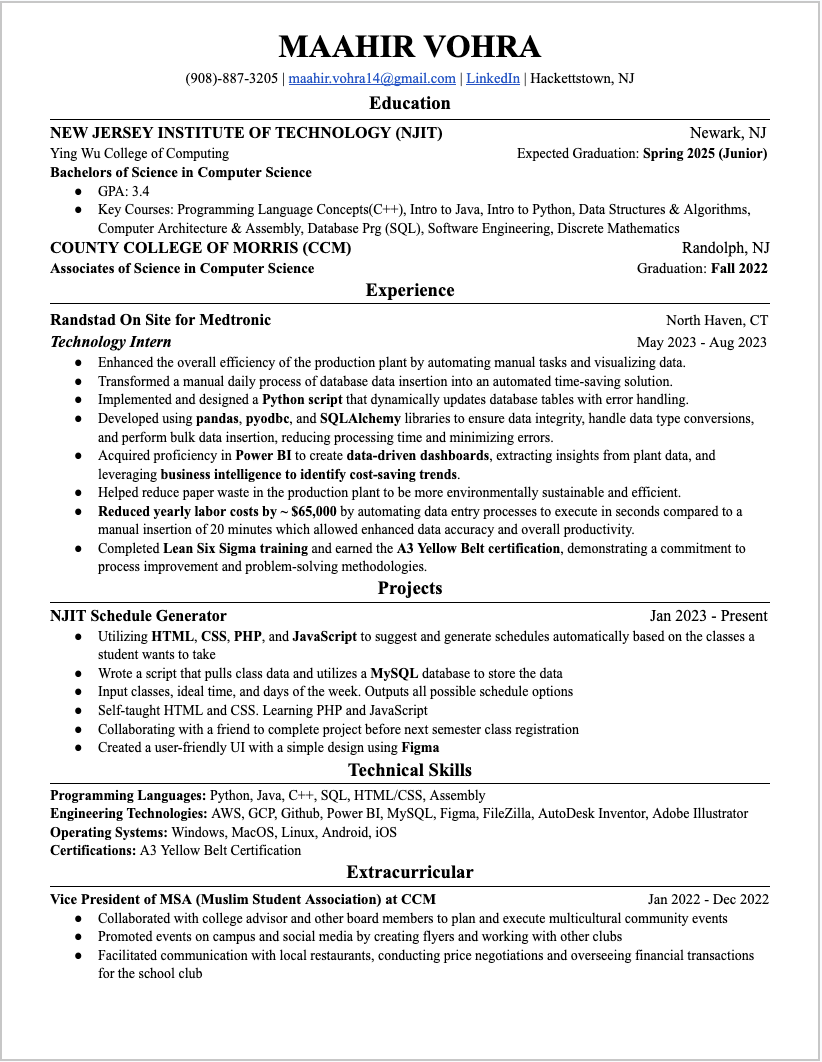 MAAHIR VOHRA
(908)-887-3205 | maahir.vohra14@gmail.com | LinkedIn | Hackettstown, NJ
Education
NEW JERSEY INSTITUTE OF TECHNOLOGY (NJIT) Newark, NJ
Ying Wu College of Computing Expected Graduation: Spring 2025 (Junior)
Bachelors of Science in Computer Science
● GPA: 3.4
● Key Courses: Programming Language Concepts(C++), Intro to Java, Intro to Python, Data Structures & Algorithms,
Computer Architecture & Assembly, Database Prg (SQL), Software Engineering, Discrete Mathematics
COUNTY COLLEGE OF MORRIS (CCM) Randolph, NJ
Associates of Science in Computer Science Graduation: Fall 2022
Experience
Randstad On Site for Medtronic North Haven, CT
Technology Intern May 2023 - Aug 2023
● Enhanced the overall efficiency of the production plant by automating manual tasks and visualizing data.
● Transformed a manual daily process of database data insertion into an automated time-saving solution.
● Implemented and designed a Python script that dynamically updates database tables with error handling.
● Developed using pandas, pyodbc, and SQLAlchemy libraries to ensure data integrity, handle data type conversions,
and perform bulk data insertion, reducing processing time and minimizing errors.
● Acquired proficiency in Power BI to create data-driven dashboards, extracting insights from plant data, and
leveraging business intelligence to identify cost-saving trends.
● Helped reduce paper waste in the production plant to be more environmentally sustainable and efficient.
● Reduced yearly labor costs by ~ $65,000 by automating data entry processes to execute in seconds compared to a
manual insertion of 20 minutes which allowed enhanced data accuracy and overall productivity.
● Completed Lean Six Sigma training and earned the A3 Yellow Belt certification, demonstrating a commitment to
process improvement and problem-solving methodologies.
Projects
NJIT Schedule Generator Jan 2023 - Present
● Utilizing HTML, CSS, PHP, and JavaScript to suggest and generate schedules automatically based on the classes a
student wants to take
● Wrote a script that pulls class data and utilizes a MySQL database to store the data
● Input classes, ideal time, and days of the week. Outputs all possible schedule options
● Self-taught HTML and CSS. Learning PHP and JavaScript
● Collaborating with a friend to complete project before next semester class registration
● Created a user-friendly UI with a simple design using Figma
Technical Skills
Programming Languages: Python, Java, C++, SQL, HTML/CSS, Assembly
Engineering Technologies: AWS, GCP, Github, Power BI, MySQL, Figma, FileZilla, AutoDesk Inventor, Adobe Illustrator
Operating Systems: Windows, MacOS, Linux, Android, iOS
Certifications: A3 Yellow Belt Certification
Extracurricular
Vice President of MSA (Muslim Student Association) at CCM Jan 2022 - Dec 2022
● Collaborated with college advisor and other board members to plan and execute multicultural community events
● Promoted events on campus and social media by creating flyers and working with other clubs
● Facilitated communication with local restaurants, conducting price negotiations and overseeing financial transactions
for the school club